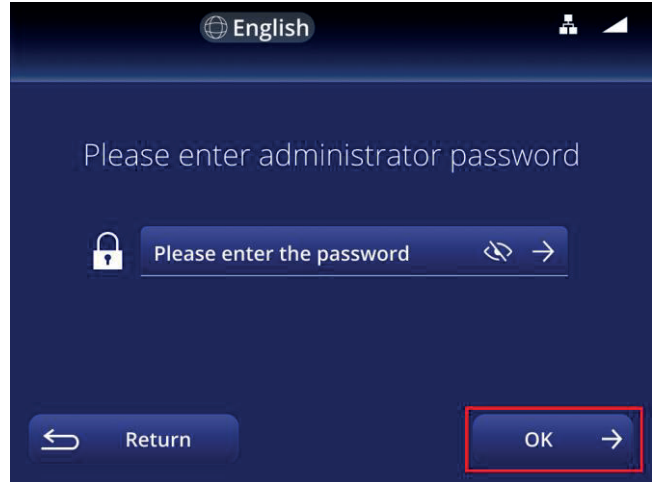 English
Please enter administrator password
Please enter the password
Return
OK